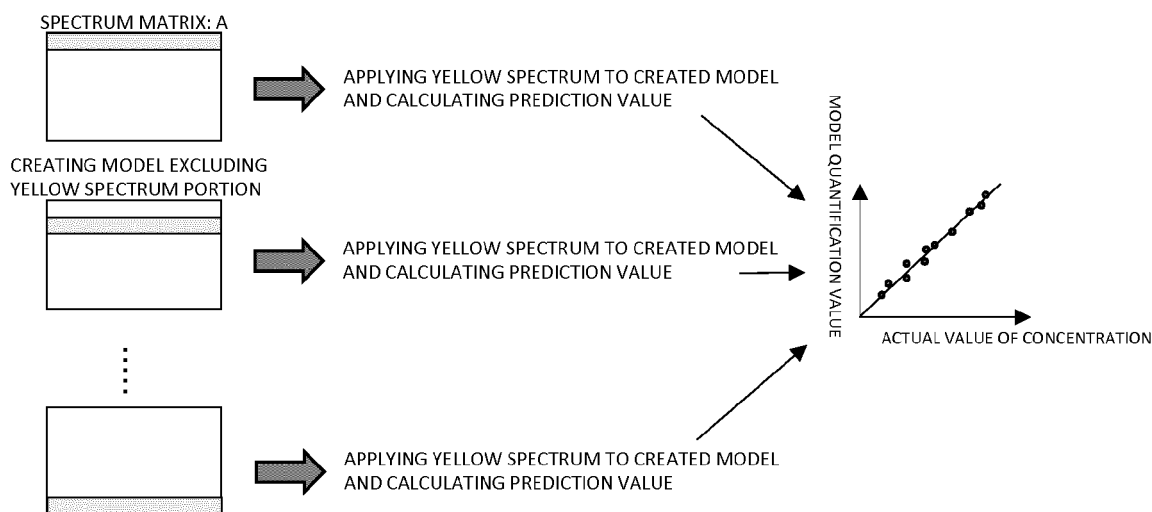 SPECTRUM MATRIX: A
APPLYING YELLOW SPECTRUM TO CREATED MODEL
AND CALCULATING PREDICTION VALUE
CREATING MODEL EXCLUDING
YELLOW SPECTRUM PORTION
APPLYING YELLOW SPECTRUM TO CREATED MODEL
AND CALCULATING PREDICTION VALUE
APPLYING YELLOW SPECTRUM TO CREATED MODEL
AND CALCULATING PREDICTION VALUE
MODEL QUANTIFICATION VALUE
ACTUAL VALUE OF CONCENTRATION